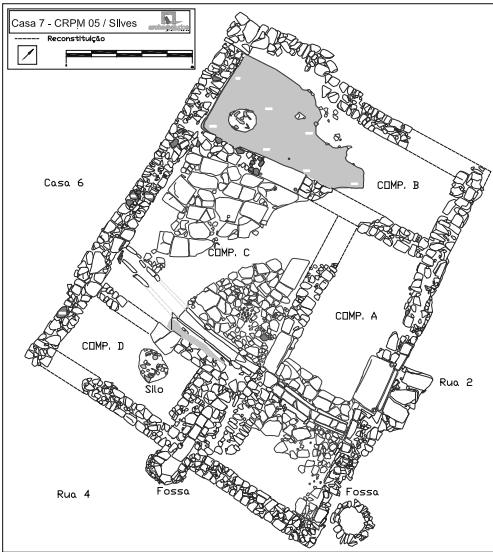 Casa 7 - CRPM 05 / SIlves
Reconstituição
Casa 6
COMP. B
COMP. C
COMP. A
COMP. D
Silo
Rua 2
Rua 4
Fossa
Fossa